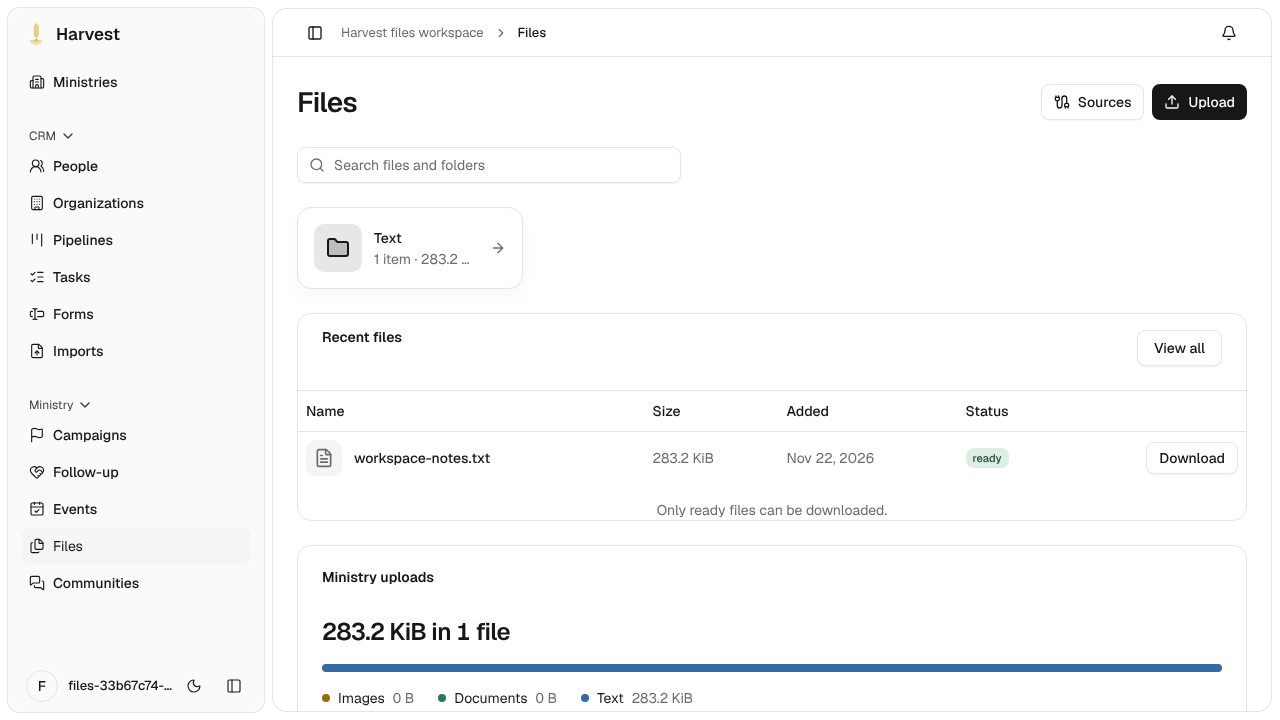 Harvest
Ministries
CRM
People
Organizations
Pipelines
Tasks
Forms
Imports
Ministry
Campaigns
Follow-up
Events
Files
Communities
F files-33b67c74-...
Harvest files workspace > Files
Files
Sources
Upload
Search files and folders
Text
1 item · 283.2 ...
Recent files
View all
Name Size Added Status
workspace-notes.txt 283.2 KiB Nov 22, 2026 ready Download
Only ready files can be downloaded.
Ministry uploads
283.2 KiB in 1 file
Images 0 B Documents 0 B Text 283.2 KiB